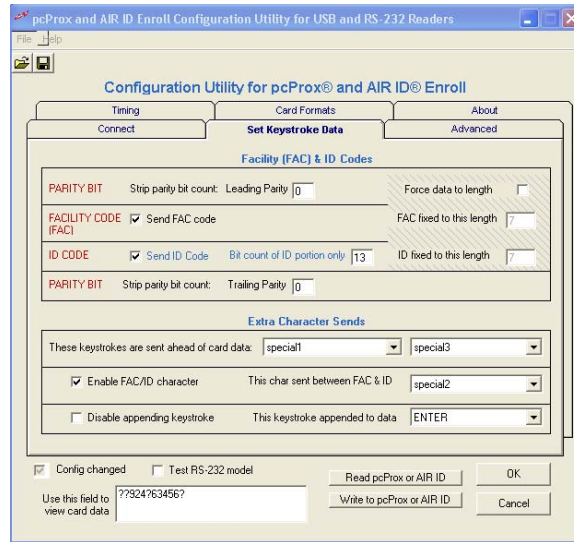 pcProx and AIR ID Enroll Configuration Utility for USB and RS-232 Readers
File Help
Configuration Utility for pcProx® and AIR ID® Enroll
Timing Card Formats About
Connect Set Keystroke Data Advanced
Facility (FAC) & ID Codes
PARITY BIT Strip parity bit count: Leading Parity 0 Force data to length
FACILITY CODE (FAC) Send FAC code FAC fixed to this length 7
ID CODE Send ID Code Bit count of ID portion only 13 ID fixed to this length 7
PARITY BIT Strip parity bit count: Trailing Parity 0
Extra Character Sends
These keystrokes are sent ahead of card data: special1 special3
Enable FAC/ID character This char sent between FAC & ID special2
Disable appending keystroke This keystroke appended to data ENTER
Config changed Test RS-232 model Read pcProx or AIR ID OK
Use this field to view card data ??924?63456? Write to pcProx or AIR ID Cancel